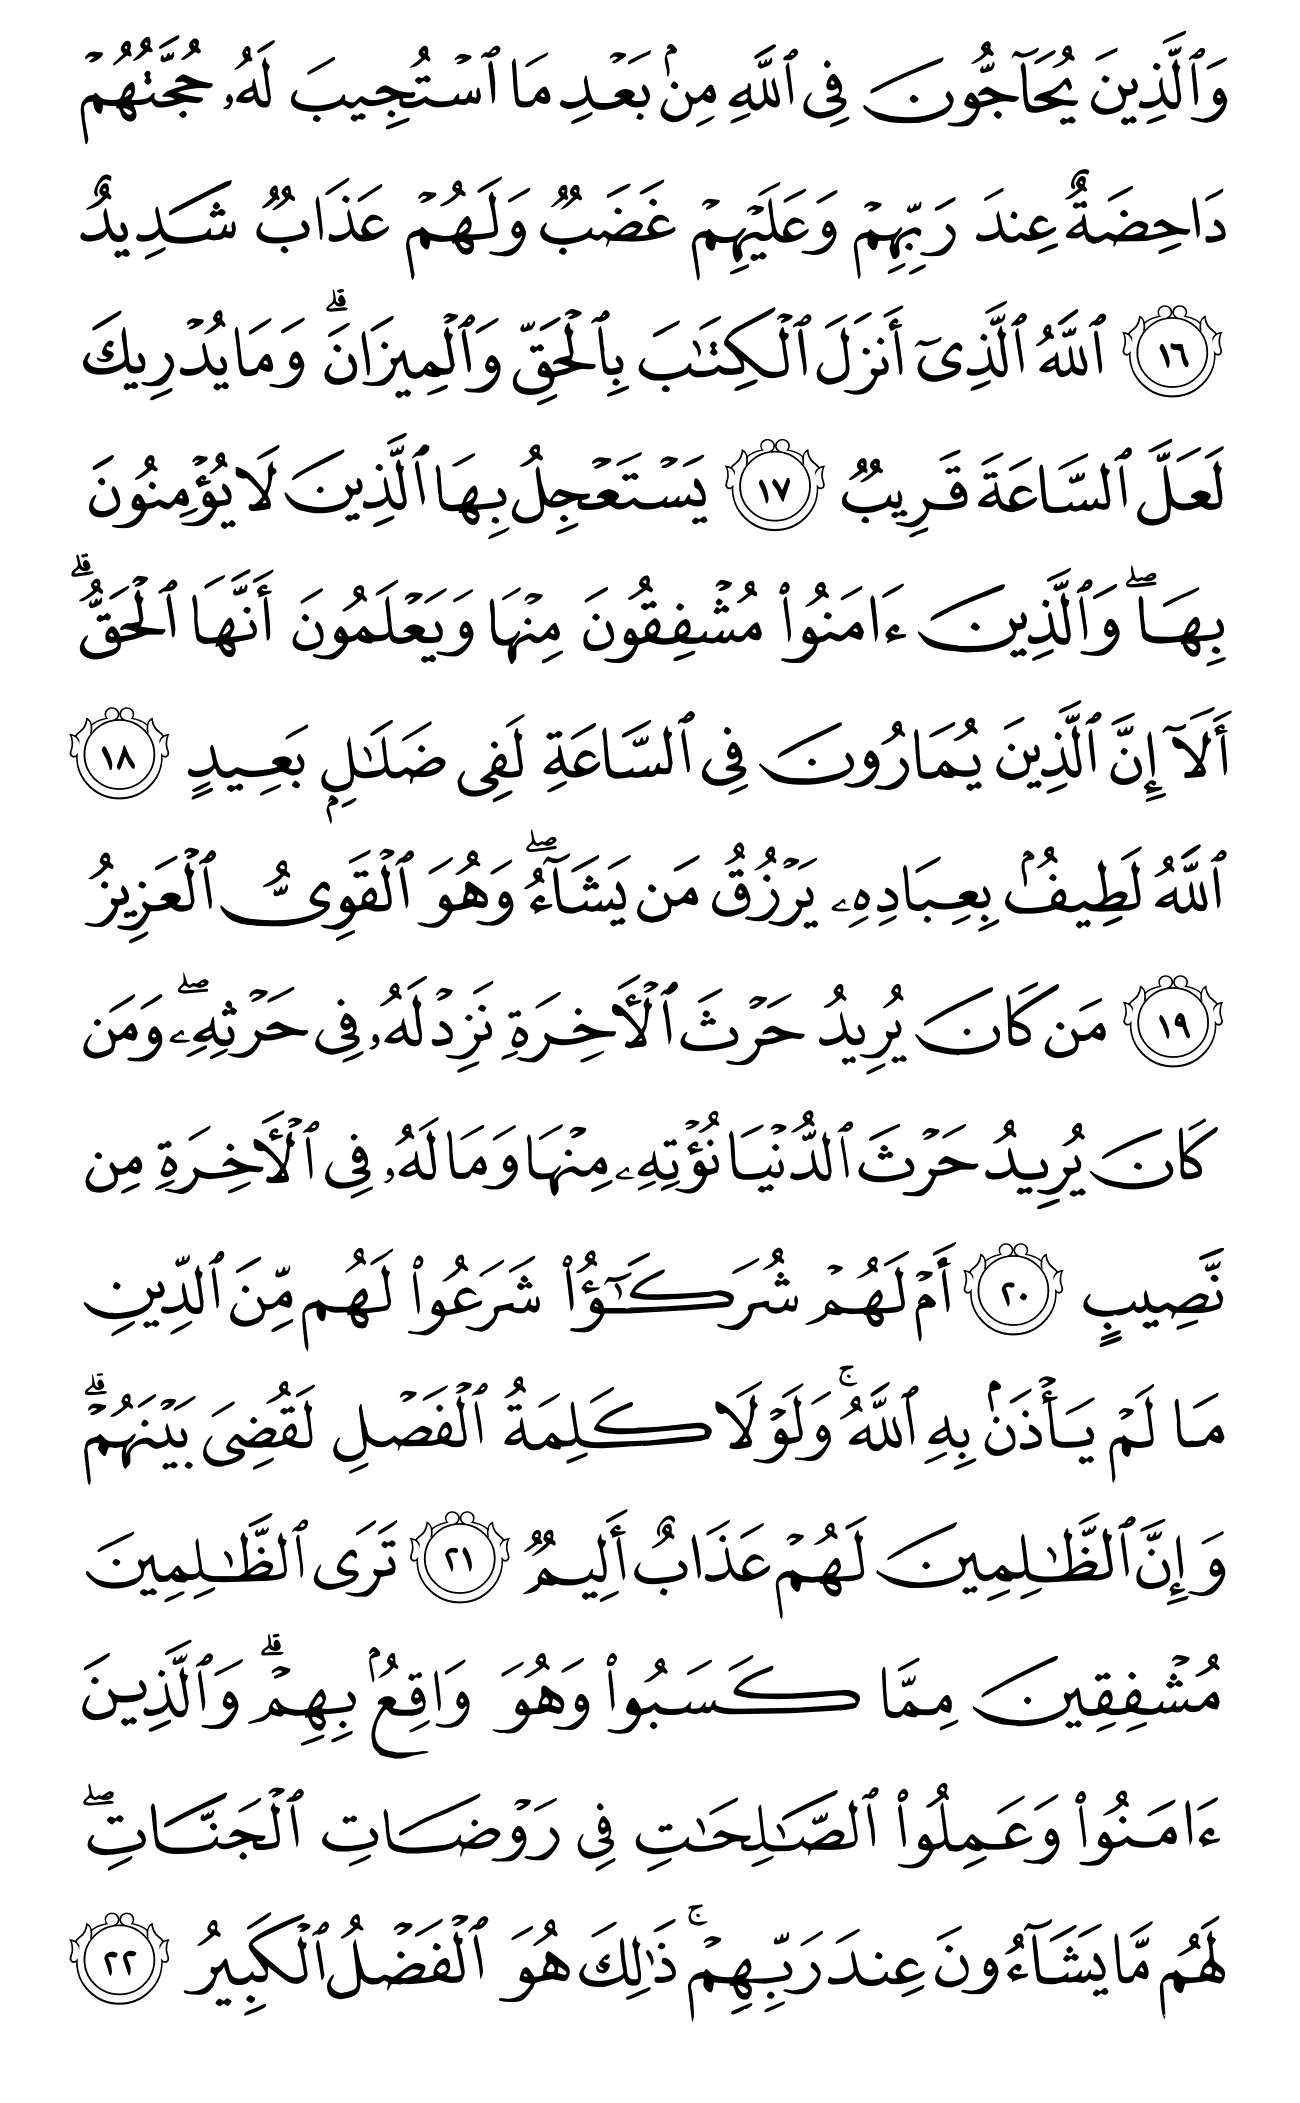 وَٱلَّذِينَ يُحَآجُّونَ فِى ٱللَّهِ مِنۢ بَعۡدِ مَا ٱسۡتُجِيبَ لَهُۥ حُجَّتُهُمۡ
دَاحِضَةٌ عِندَ رَبِّهِمۡ وَعَلَيۡهِمۡ غَضَبٞ وَلَهُمۡ عَذَابٞ شَدِيدٌ
١٦ ٱللَّهُ ٱلَّذِىٓ أَنزَلَ ٱلۡكِتَٰبَ بِٱلۡحَقِّ وَٱلۡمِيزَانَۗ وَمَا يُدۡرِيكَ
لَعَلَّ ٱلسَّاعَةَ قَرِيبٞ ١٧ يَسۡتَعۡجِلُ بِهَا ٱلَّذِينَ لَا يُؤۡمِنُونَ
بِهَاۖ وَٱلَّذِينَ ءَامَنُواْ مُشۡفِقُونَ مِنۡهَا وَيَعۡلَمُونَ أَنَّهَا ٱلۡحَقُّۗ
أَلَآ إِنَّ ٱلَّذِينَ يُمَارُونَ فِى ٱلسَّاعَةِ لَفِى ضَلَٰلِۭ بَعِيدٍ ١٨
ٱللَّهُ لَطِيفُۢ بِعِبَادِهِۦ يَرۡزُقُ مَن يَشَآءُۖ وَهُوَ ٱلۡقَوِىُّ ٱلۡعَزِيزُ
١٩ مَن كَانَ يُرِيدُ حَرۡثَ ٱلۡأَخِرَةِ نَزِدۡ لَهُۥ فِى حَرۡثِهِۦۖ وَمَن
كَانَ يُرِيدُ حَرۡثَ ٱلدُّنۡيَا نُؤۡتِهِۦ مِنۡهَا وَمَا لَهُۥ فِى ٱلۡأَخِرَةِ مِن
نَّصِيبٍ ٢٠ أَمۡ لَهُمۡ شُرَكَٰٓؤُاْ شَرَعُواْ لَهُم مِّنَ ٱلدِّينِ
مَا لَمۡ يَأۡذَنۢ بِهِ ٱللَّهُۚ وَلَوۡلَا كَلِمَةُ ٱلۡفَصۡلِ لَقُضِىَ بَيۡنَهُمۡۗ
وَإِنَّ ٱلظَّٰلِمِينَ لَهُمۡ عَذَابٌ أَلِيمٞ ٢١ تَرَى ٱلظَّٰلِمِينَ
مُشۡفِقِينَ مِمَّا كَسَبُواْ وَهُوَ وَاقِعُۢ بِهِمۡۗ وَٱلَّذِينَ
ءَامَنُواْ وَعَمِلُواْ ٱلصَّٰلِحَٰتِ فِى رَوۡضَاتِ ٱلۡجَنَّاتِۖ
لَهُم مَّا يَشَآءُونَ عِندَ رَبِّهِمۡۚ ذَٰلِكَ هُوَ ٱلۡفَضۡلُ ٱلۡكَبِيرُ ٢٢